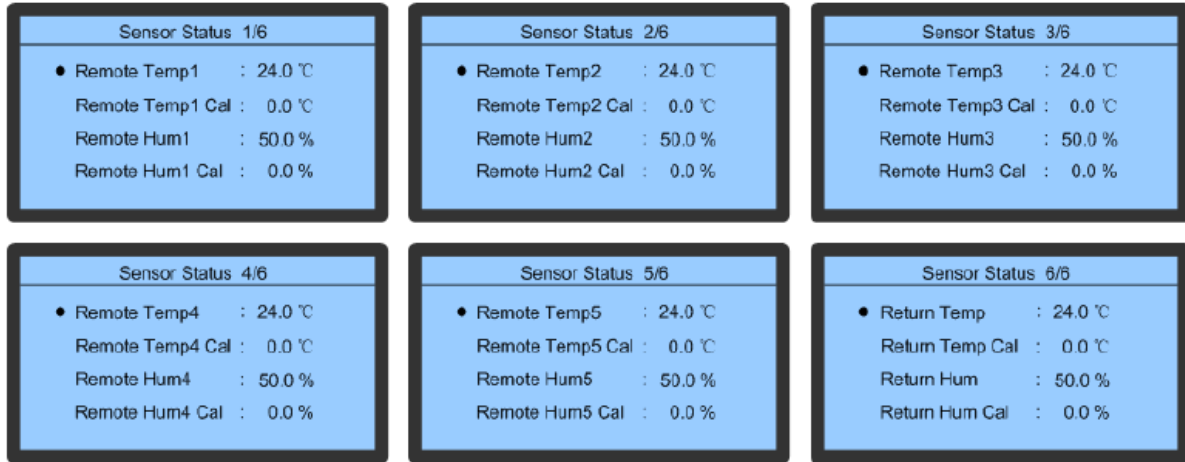 Sensor Status 1/6
● Remote Temp1 : 24.0 ℃
Remote Temp1 Cal : 0.0 ℃
Remote Hum1 : 50.0 %
Remote Hum1 Cal : 0.0 %
Sensor Status 2/6
● Remote Temp2 : 24.0 ℃
Remote Temp2 Cal : 0.0 ℃
Remote Hum2 : 50.0 %
Remote Hum2 Cal : 0.0 %
Sensor Status 3/6
● Remote Temp3 : 24.0 ℃
Remote Temp3 Cal : 0.0 ℃
Remote Hum3 : 50.0 %
Remote Hum3 Cal : 0.0 %
Sensor Status 4/6
● Remote Temp4 : 24.0 ℃
Remote Temp4 Cal : 0.0 ℃
Remote Hum4 : 50.0 %
Remote Hum4 Cal : 0.0 %
Sensor Status 5/6
● Remote Temp5 : 24.0 ℃
Remote Temp5 Cal : 0.0 ℃
Remote Hum5 : 50.0 %
Remote Hum5 Cal : 0.0 %
Sensor Status 6/6
● Return Temp : 24.0 ℃
Return Temp Cal : 0.0 ℃
Return Hum : 50.0 %
Return Hum Cal : 0.0 %